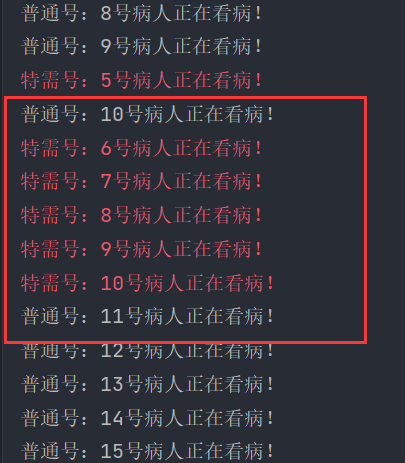 普通号：8号病人正在看病！
普通号：9号病人正在看病！
特需号：5号病人正在看病！
普通号：10号病人正在看病！
特需号：6号病人正在看病！
特需号：7号病人正在看病！
特需号：8号病人正在看病！
特需号：9号病人正在看病！
特需号：10号病人正在看病！
普通号：11号病人正在看病！
普通号：12号病人正在看病！
普通号：13号病人正在看病！
普通号：14号病人正在看病！
普通号：15号病人正在看病！